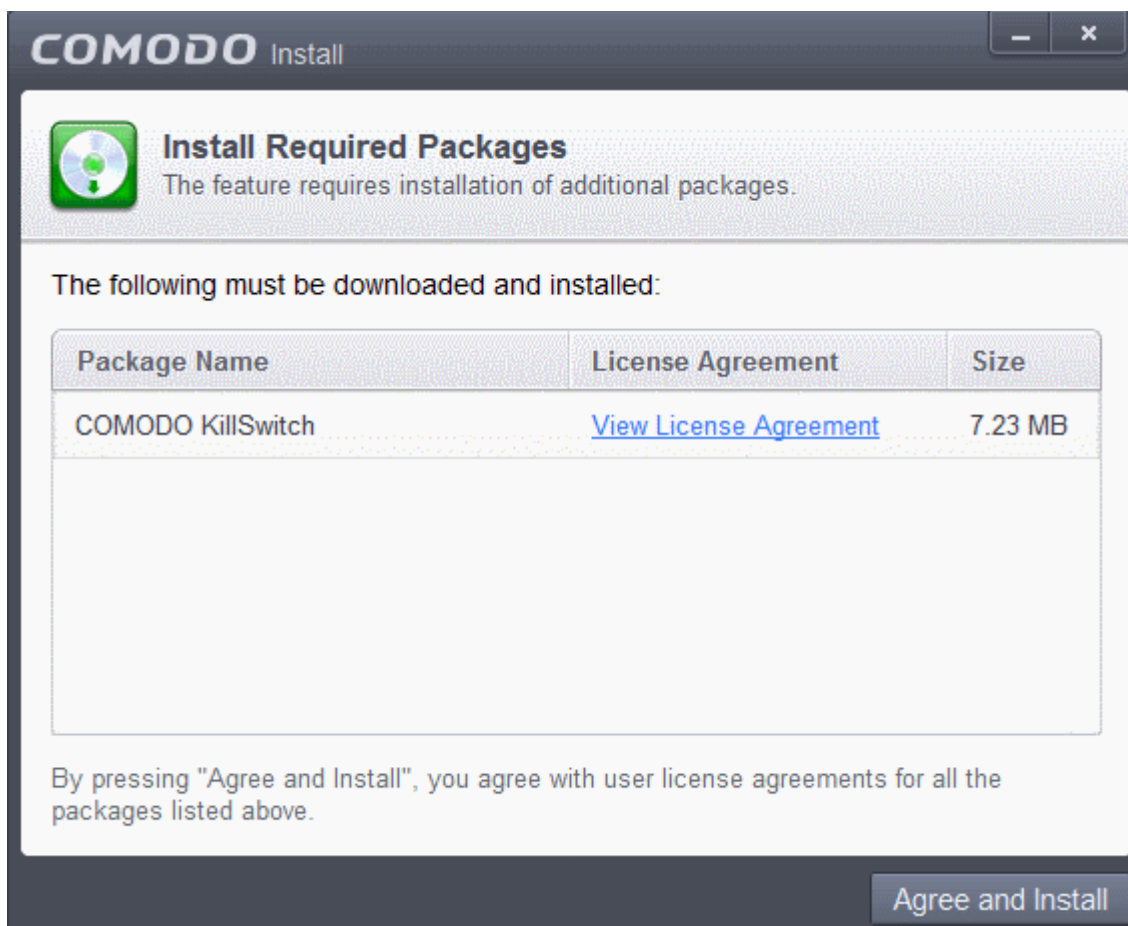 COMODO Install
Install Required Packages
The feature requires installation of additional packages.
The following must be downloaded and installed:
Package Name License Agreement Size
COMODO KillSwitch View License Agreement 7.23 MB
By pressing "Agree and Install", you agree with user license agreements for all the
packages listed above.
Agree and Install